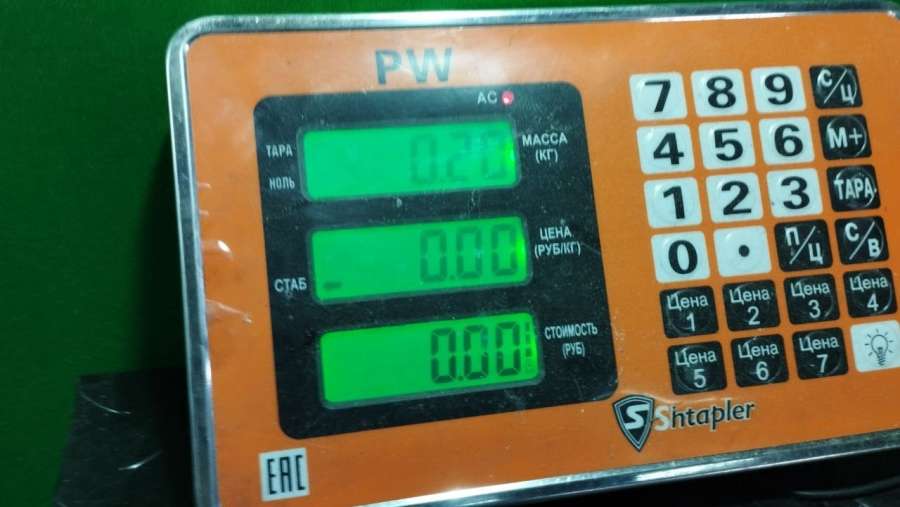 PW
AC
ТАРА
НОЛЬ
0.20
МАССА
(КГ)
СТАБ
0.00
ЦЕНА
(РУБ/КГ)
0.00
СТОИМОСТЬ
(РУБ)
7 8 9 С/Ц
4 5 6 М+
1 2 3 ТАРА
0 . П/Ц С/В
Цена 1 Цена 2 Цена 3 Цена 4
Цена 5 Цена 6 Цена 7
S Shtapler
EAC